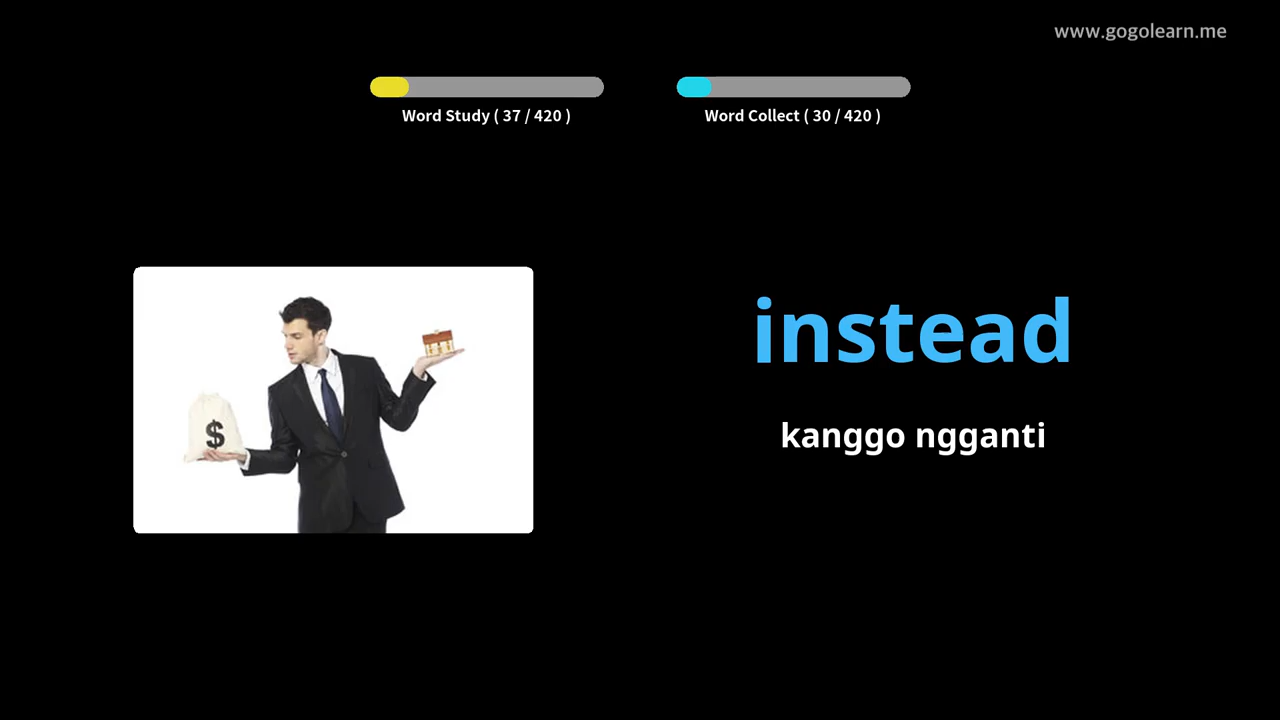 www.gogolearn.me
Word Study ( 37 / 420 )
Word Collect ( 30 / 420 )
$
instead
kanggo ngganti